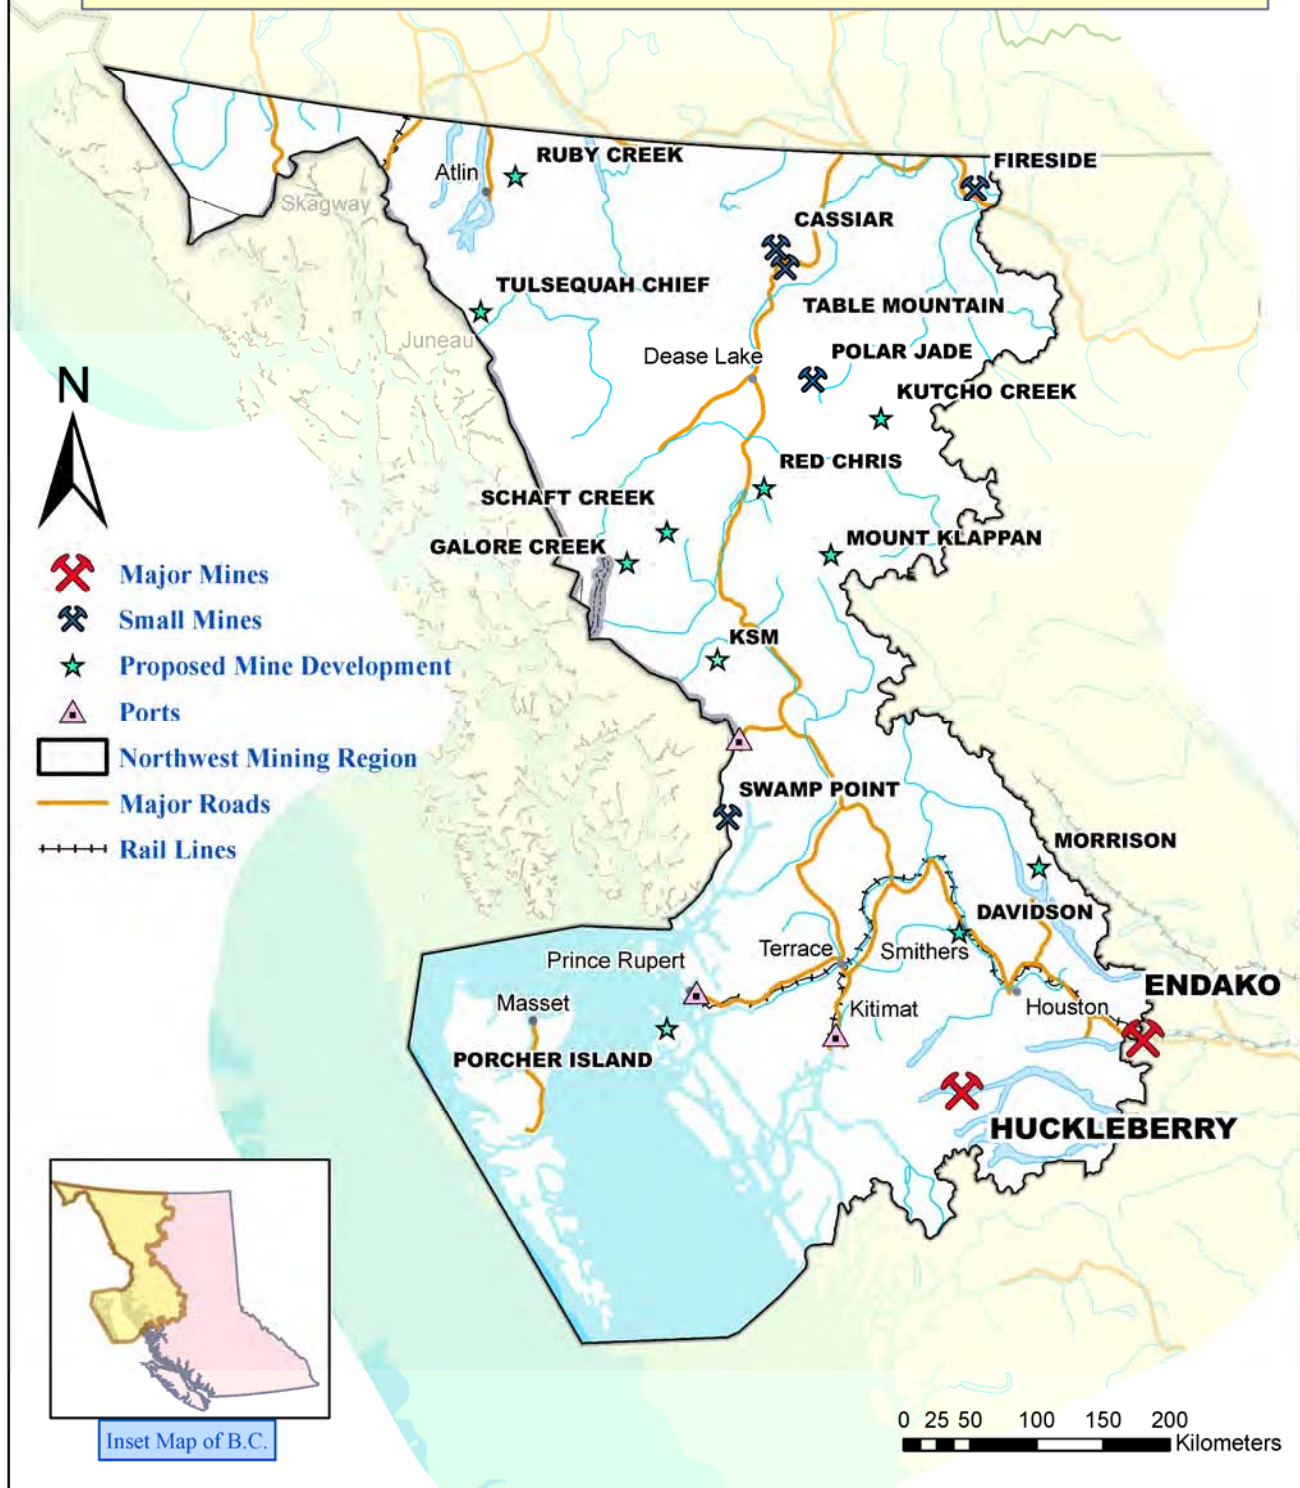 RUBY CREEK
FIRESIDE
Atlin
Skagway
CASSIAR
TULSEQUAH CHIEF
TABLE MOUNTAIN
Juneau
Dease Lake
POLAR JADE
N
KUTCHO CREEK
RED CHRIS
SCHAFT CREEK
GALORE CREEK
MOUNT KLAPPAN
Major Mines
Small Mines
KSM
Proposed Mine Development
Ports
Northwest Mining Region
SWAMP POINT
Major Roads
Rail Lines
MORRISON
DAVIDSON
Terrace
Smithers
Prince Rupert
ENDAKO
Masset
Kitimat
Houston
PORCHER ISLAND
HUCKLEBERRY
0 25 50 100 150 200
Kilometers
Inset Map of B.C.